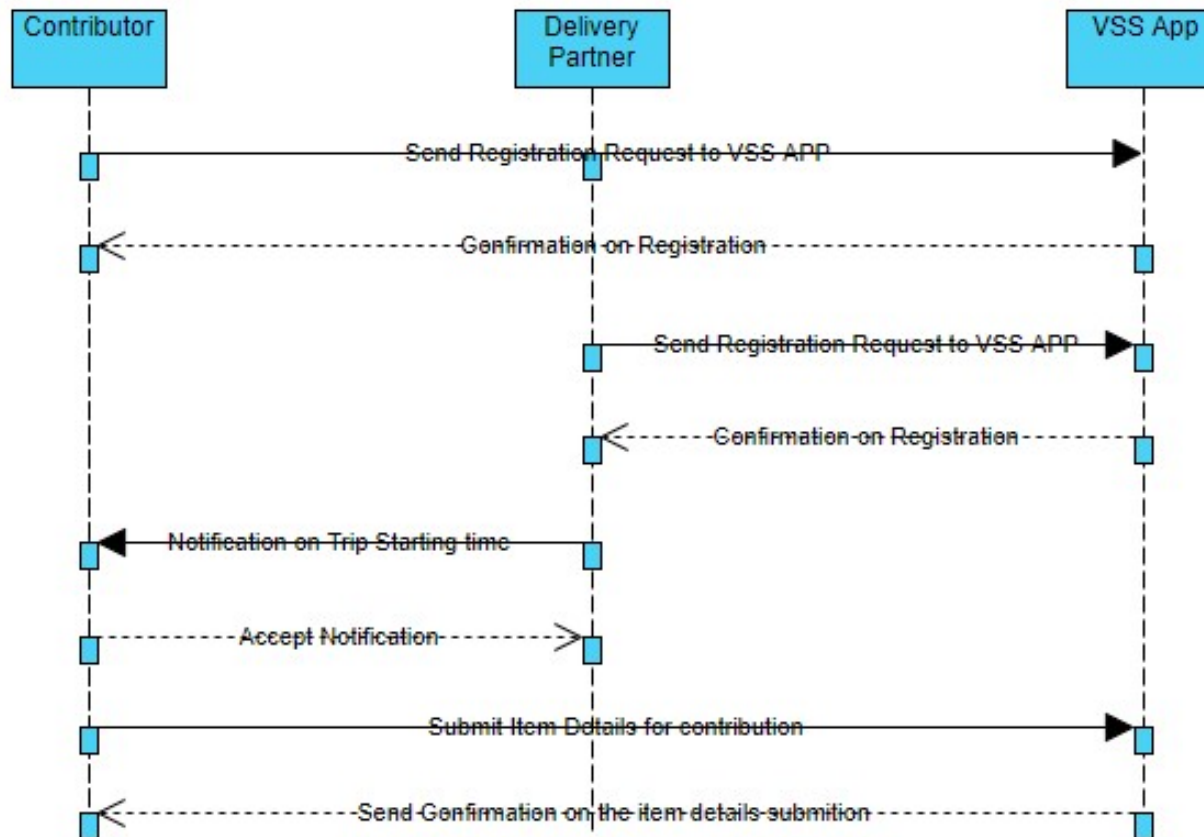 Contributor
Delivery
Partner
VSS App
Send Registration Request to VSS APP
Confirmation on Registration
Send Registration Request to VSS APP
Confirmation on Registration
Notification on Trip Starting time
Accept Notification
Submit Item Details for contribution
Send Confirmation on the item details submition